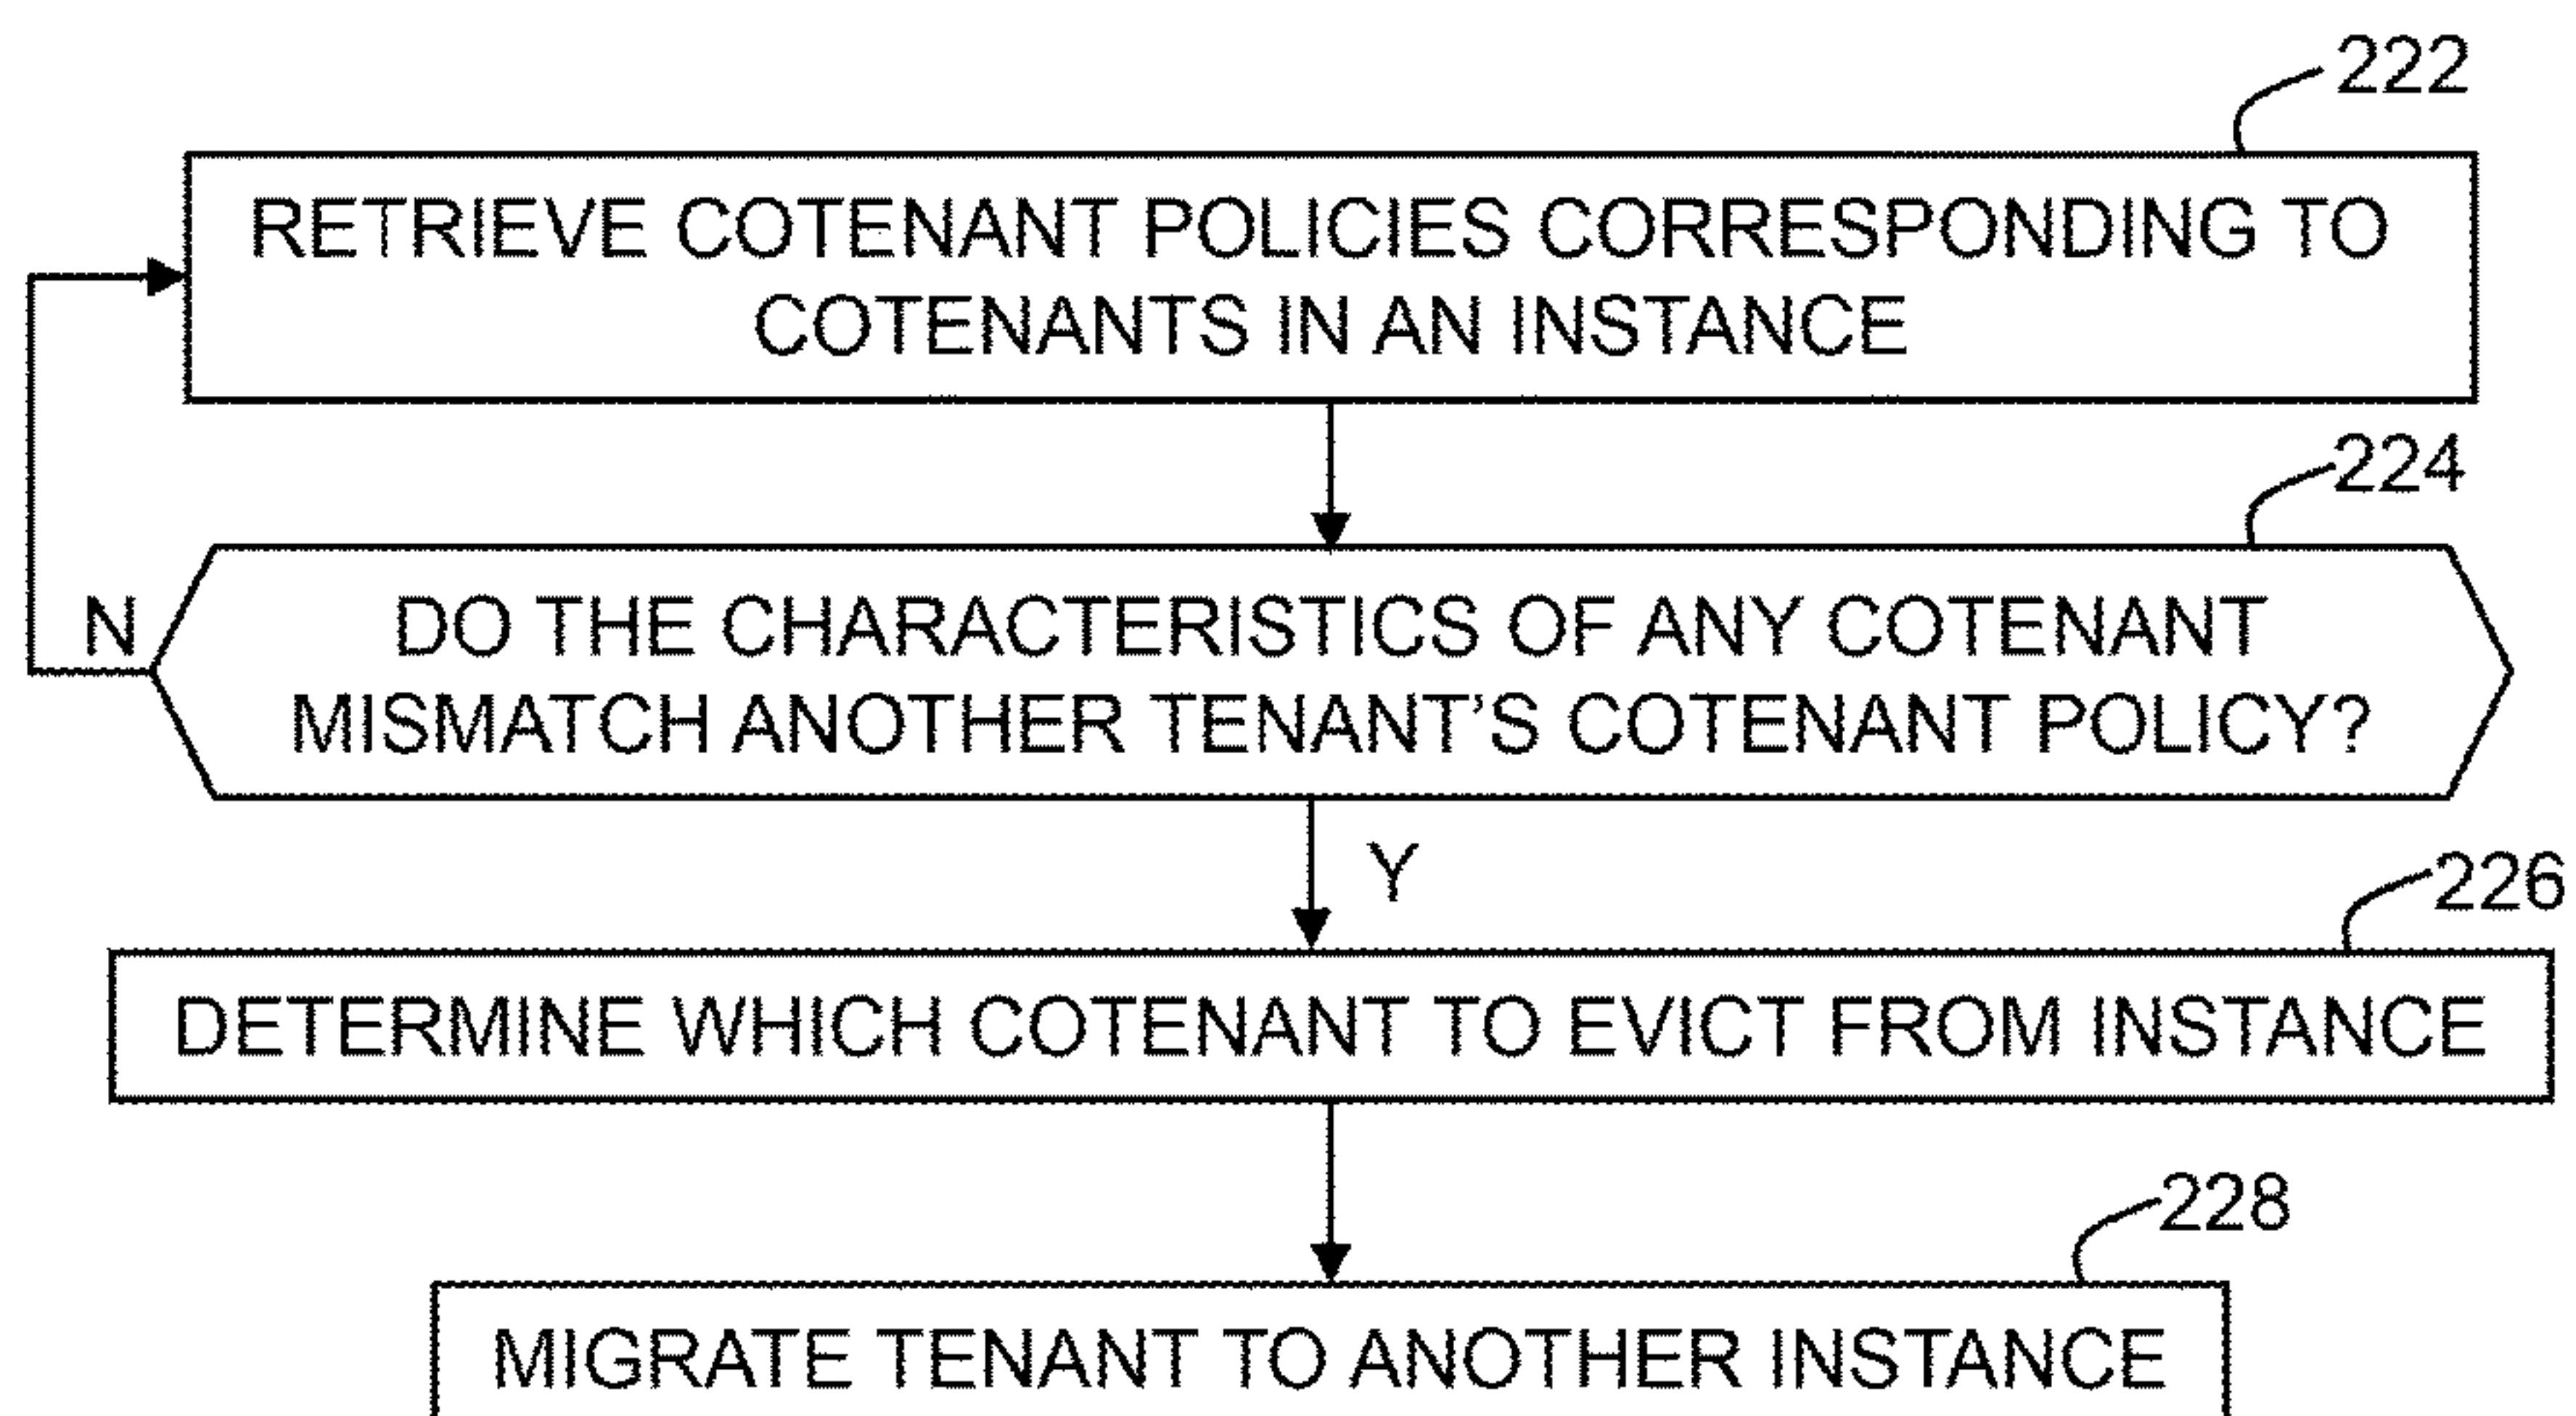 222
RETRIEVE COTENANT POLICIES CORRESPONDING TO
COTENANTS IN AN INSTANCE
224
N
DO THE CHARACTERISTICS OF ANY COTENANT
MISMATCH ANOTHER TENANT’S COTENANT POLICY?
Y
226
DETERMINE WHICH COTENANT TO EVICT FROM INSTANCE
228
MIGRATE TENANT TO ANOTHER INSTANCE